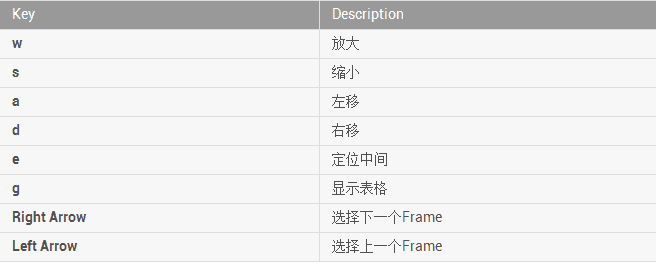 Key Description
w 放大
s 缩小
a 左移
d 右移
e 定位中间
g 显示表格
Right Arrow 选择下一个Frame
Left Arrow 选择上一个Frame